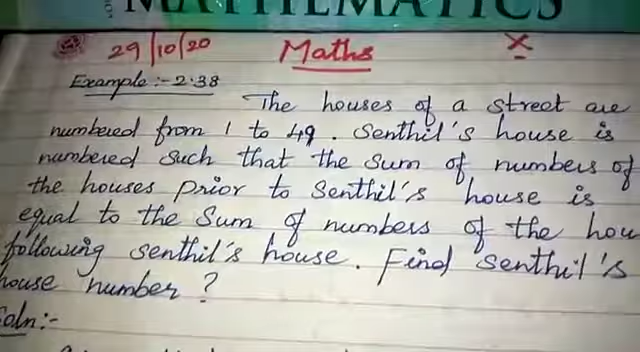 MATHEMATICS
29/10/20 Maths X
Example :- 2.38
The houses of a street are
numbered from 1 to 49. Senthil's house is
numbered such that the sum of numbers of
the houses prior to Senthil's house is
equal to the sum of numbers of the hou
following Senthil's house. Find Senthil's
house number?
Soln:-